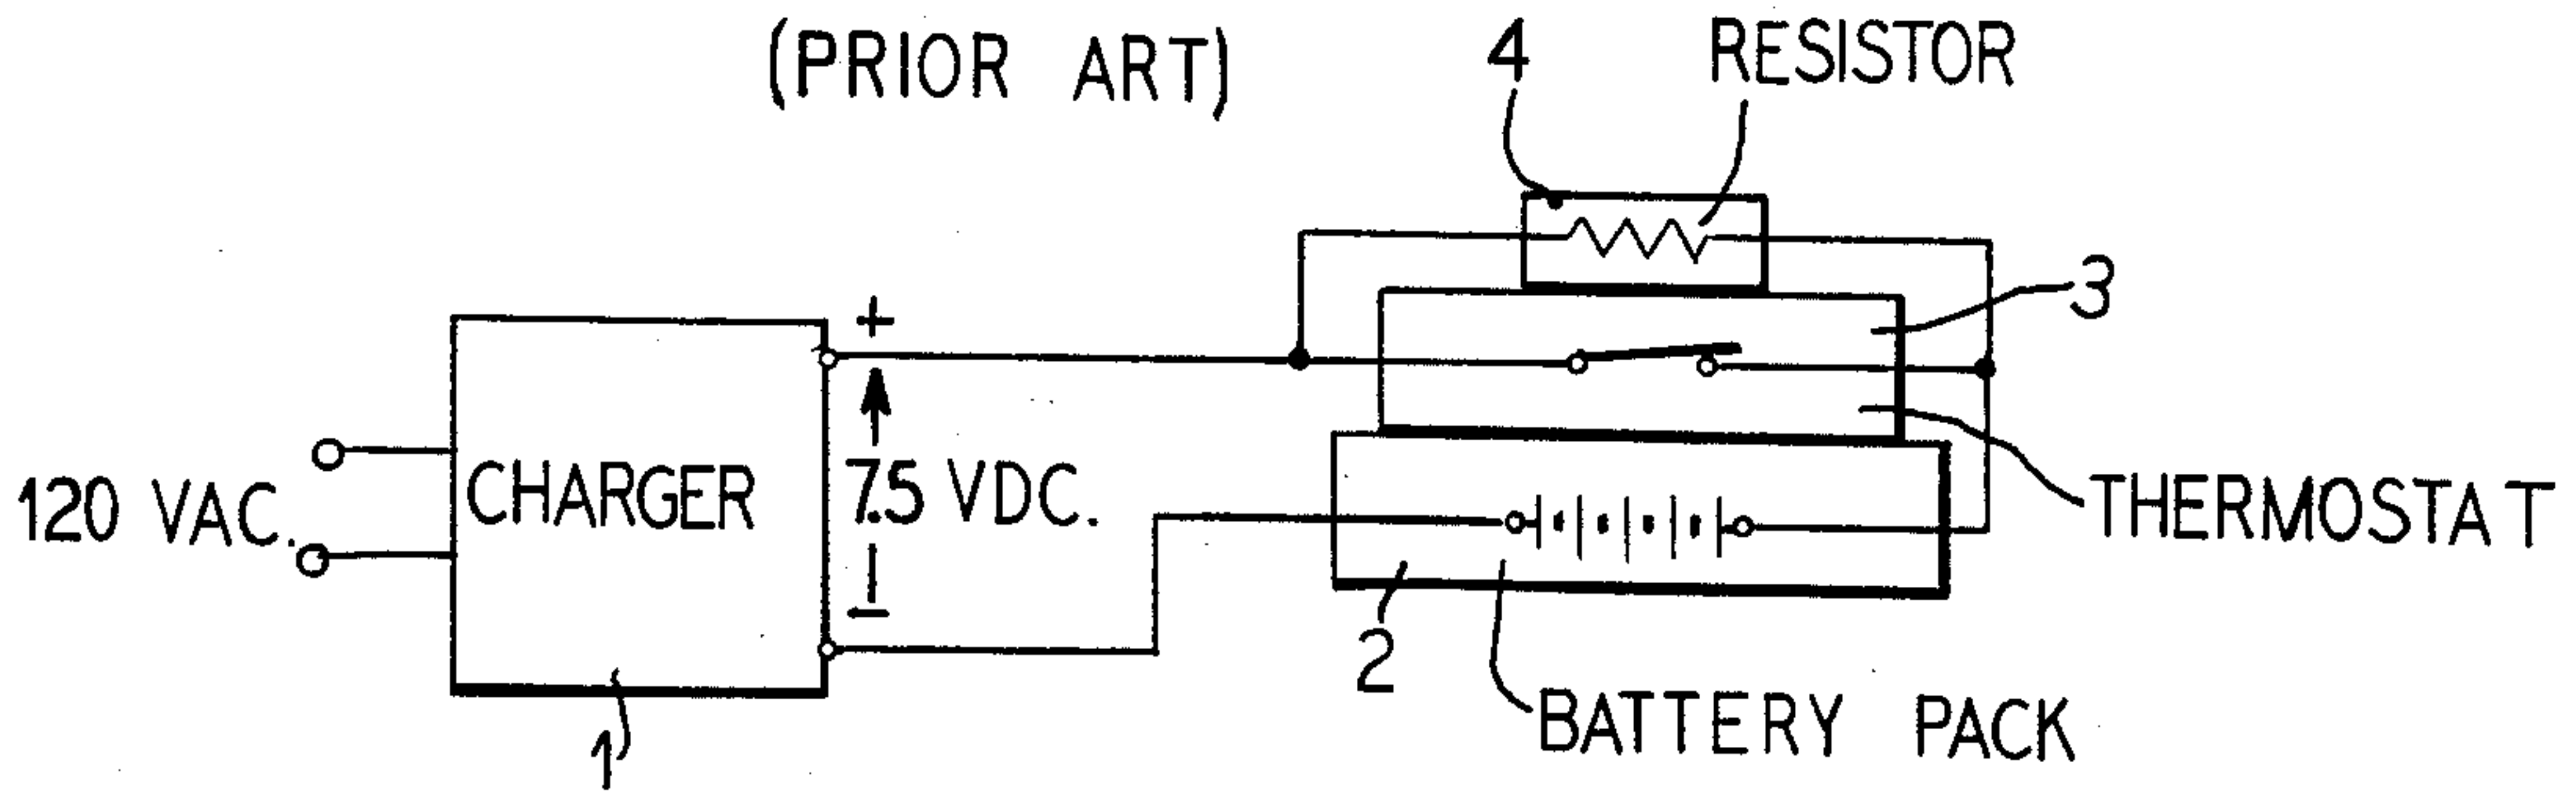 (PRIOR ART)
4
RESISTOR
3
+
120 VAC.
CHARGER
7.5 VDC.
THERMOSTAT
−
2
1
BATTERY PACK